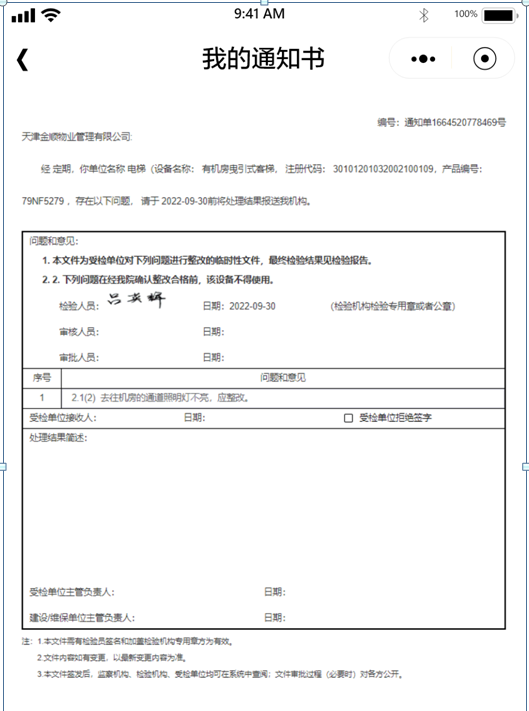 9:41 AM
100%
我的通知书
编号：通知单1664520778469号
天津金顺物业管理有限公司:
经 定期，你单位名称 电梯（设备名称： 有机房曳引式客梯， 注册代码： 30101201032002100109，产品编号：
79NF5279 ，存在以下问题， 请于 2022-09-30前将处理结果报送我机构。
问题和意见：
1. 本文件为受检单位对下列问题进行整改的临时性文件，最终检验结果见检验报告。
2. 2. 下列问题在经我院确认整改合格前，该设备不得使用。
检验人员： 日期：2022-09-30 （检验机构检验专用章或者公章）
审核人员： 日期：
审批人员： 日期：
序号 问题和意见
1 2.1(2) 去往机房的通道照明灯不亮，应整改。
受检单位接收人： 日期： 受检单位拒绝签字
处理结果简述：
受检单位主管负责人： 日期：
建设/维保单位主管负责人： 日期：
注：1.本文件需有检验员签名和加盖检验机构专用章方为有效。
2.文件内容如有变更，以最新变更内容为准。
3.本文件签发后，监察机构、检验机构、受检单位均可在系统中查阅；文件审批过程（必要时）对各方公开。